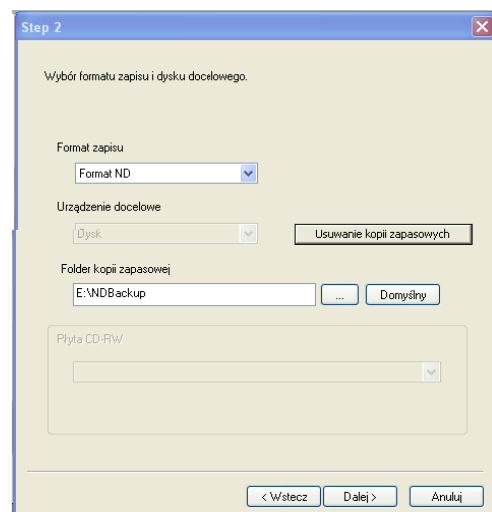 Step 2
Wybór formatu zapisu i dysku docelowego.
Format zapisu
Format ND
Urządzenie docelowe
Dysk
Usuwanie kopii zapasowych
Folder kopii zapasowej
E:\NDBackup
...
Domyślny
Płyta CD-RW
< Wstecz
Dalej >
Anuluj